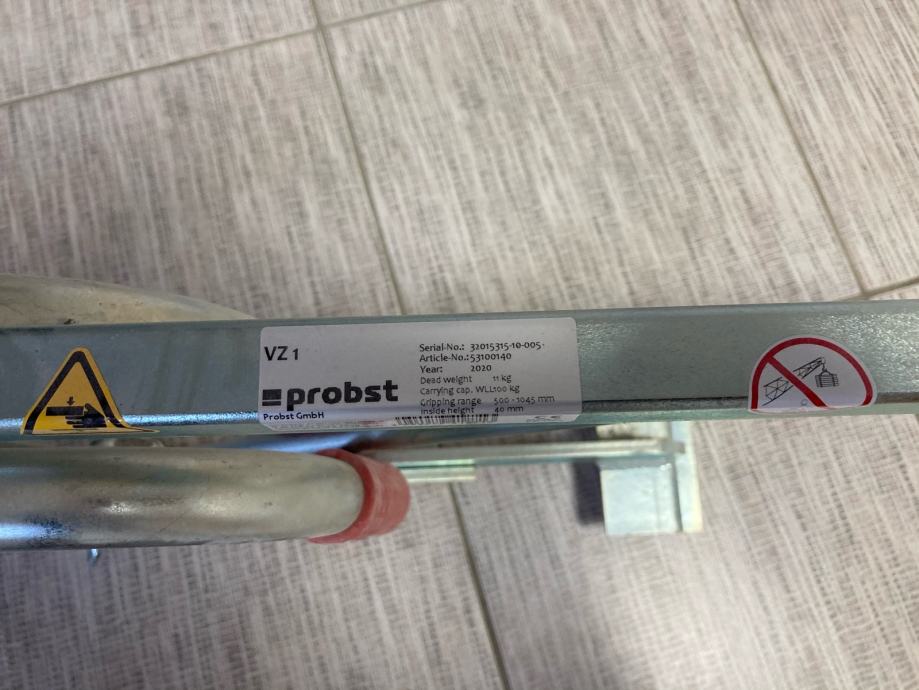 VZ 1
probst
Probst GmbH
Serial-No.: 32015315-10-005-
Article-No.: 53100140
Year: 2020
Dead weight 11 kg
Carrying cap. WLL100 kg
Gripping range 500 - 1045 mm
Inside height 40 mm
CE